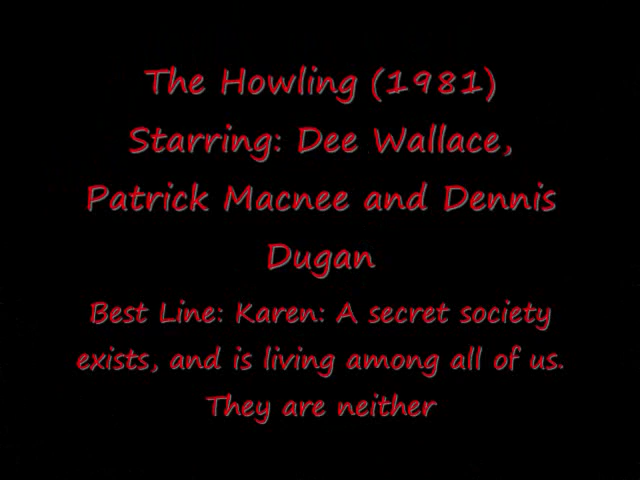 The Howling (1981)
Starring: Dee Wallace,
Patrick Macnee and Dennis
Dugan
Best Line: Karen: A secret society
exists, and is living among all of us.
They are neither